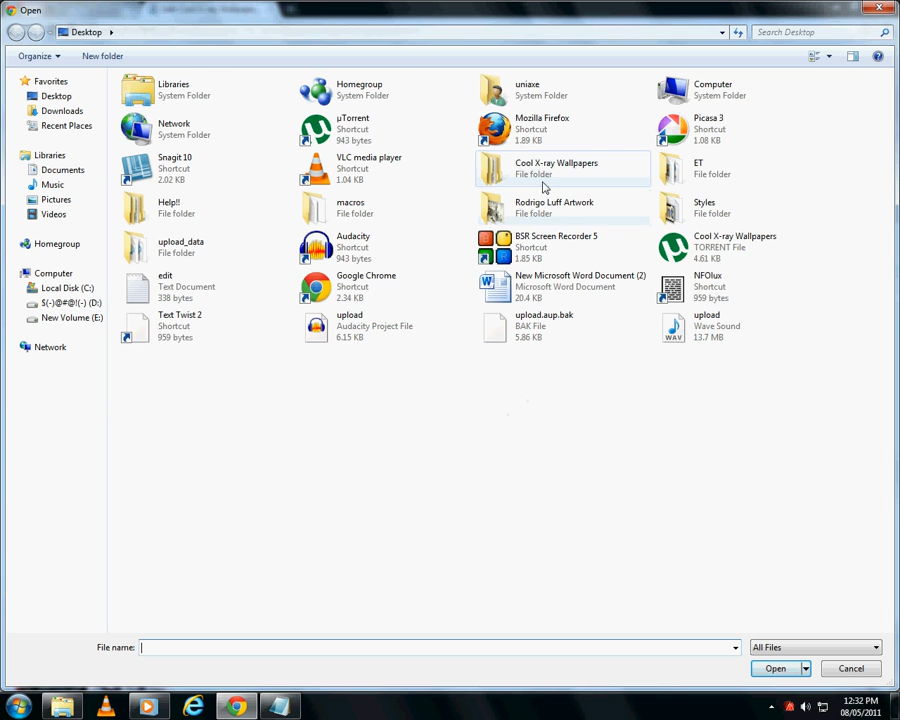 Open
Desktop
Search Desktop
Organize
New folder
Favorites
Desktop
Downloads
Recent Places
Libraries
Documents
Music
Pictures
Videos
Homegroup
Computer
Local Disk (C:)
$(-)@#@!(-) (D:)
New Volume (E:)
Network
Libraries
System Folder
Homegroup
System Folder
uniaxe
System Folder
Computer
System Folder
Network
System Folder
µTorrent
Shortcut
943 bytes
Mozilla Firefox
Shortcut
1.89 KB
Picasa 3
Shortcut
1.08 KB
Snagit 10
Shortcut
2.02 KB
VLC media player
Shortcut
1.04 KB
Cool X-ray Wallpapers
File folder
ET
File folder
Help!!
File folder
macros
File folder
Rodrigo Luff Artwork
File folder
Styles
File folder
upload_data
File folder
Audacity
Shortcut
943 bytes
BSR Screen Recorder 5
Shortcut
1.85 KB
Cool X-ray Wallpapers
TORRENT File
4.61 KB
edit
Text Document
338 bytes
Google Chrome
Shortcut
2.34 KB
New Microsoft Word Document (2)
Microsoft Word Document
20.4 KB
NFOlux
Shortcut
959 bytes
Text Twist 2
Shortcut
959 bytes
upload
Audacity Project File
6.15 KB
upload.aup.bak
BAK File
5.86 KB
WAV
upload
Wave Sound
13.7 MB
File name:
All Files
Open
Cancel
12:32 PM
08/05/2011